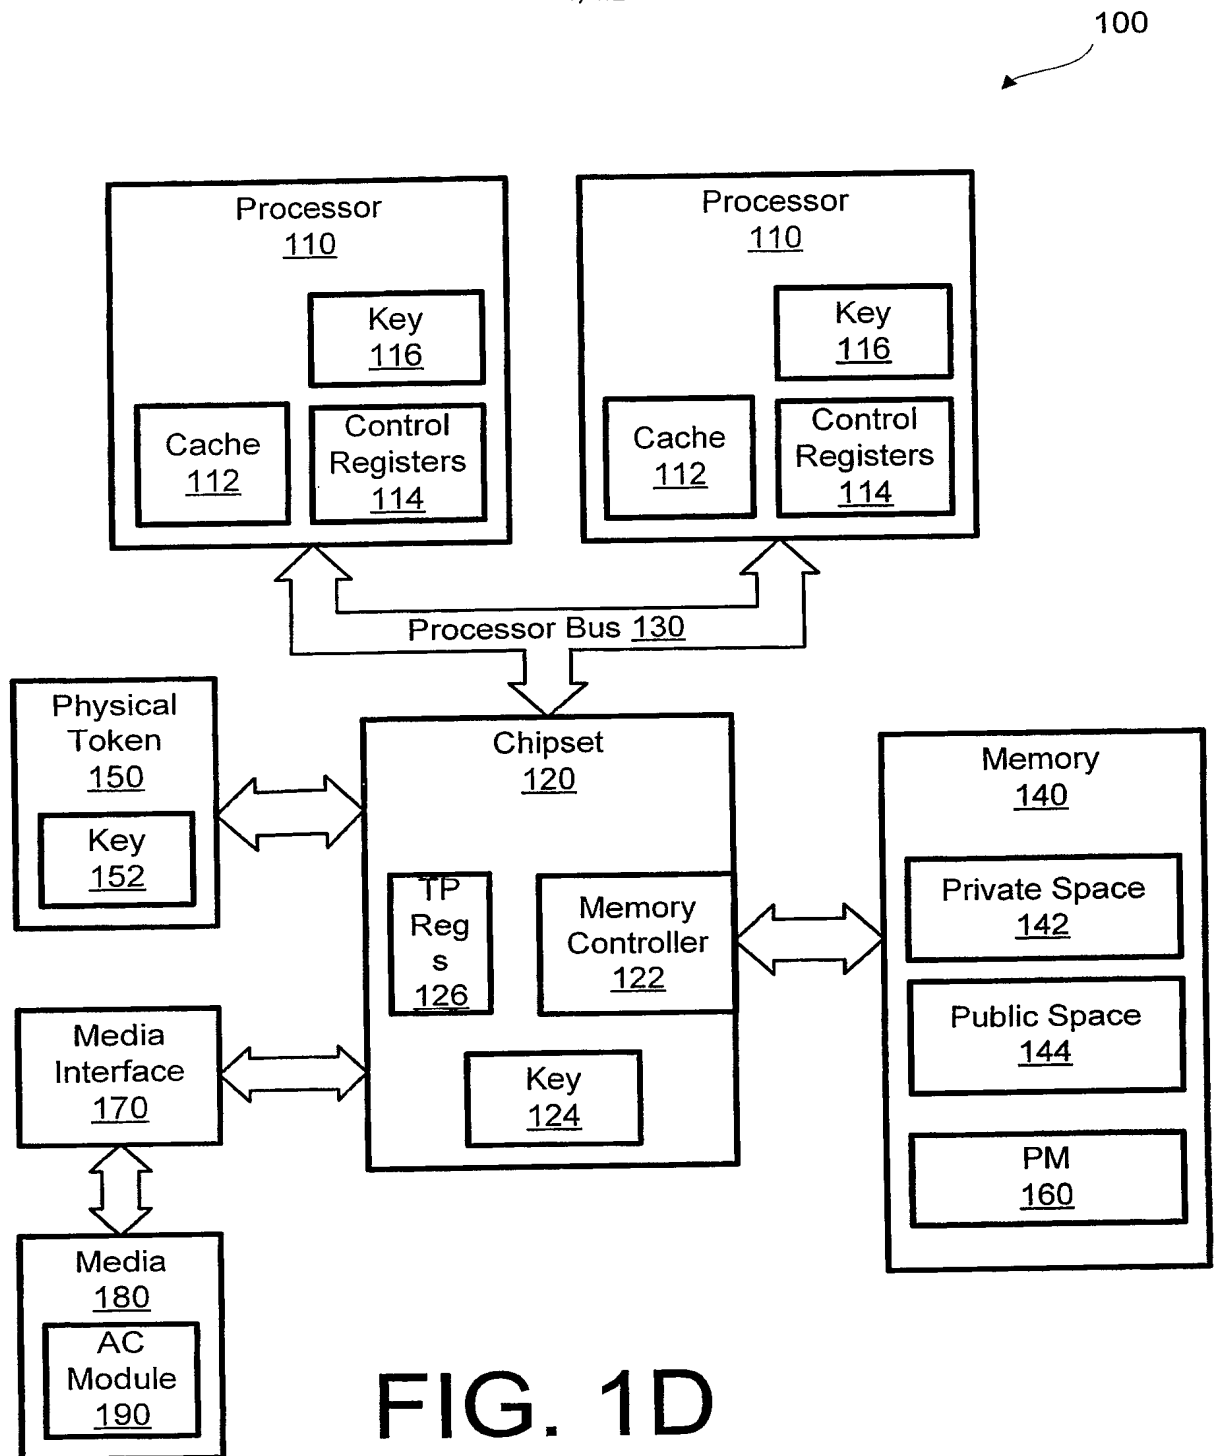 100
Processor
110
Key
116
Cache
112
Control
Registers
114
Processor
110
Key
116
Cache
112
Control
Registers
114
Processor Bus 130
Physical
Token
150
Key
152
Chipset
120
TP
Reg
s
126
Memory
Controller
122
Key
124
Memory
140
Private Space
142
Public Space
144
PM
160
Media
Interface
170
Media
180
AC
Module
190
FIG. 1D